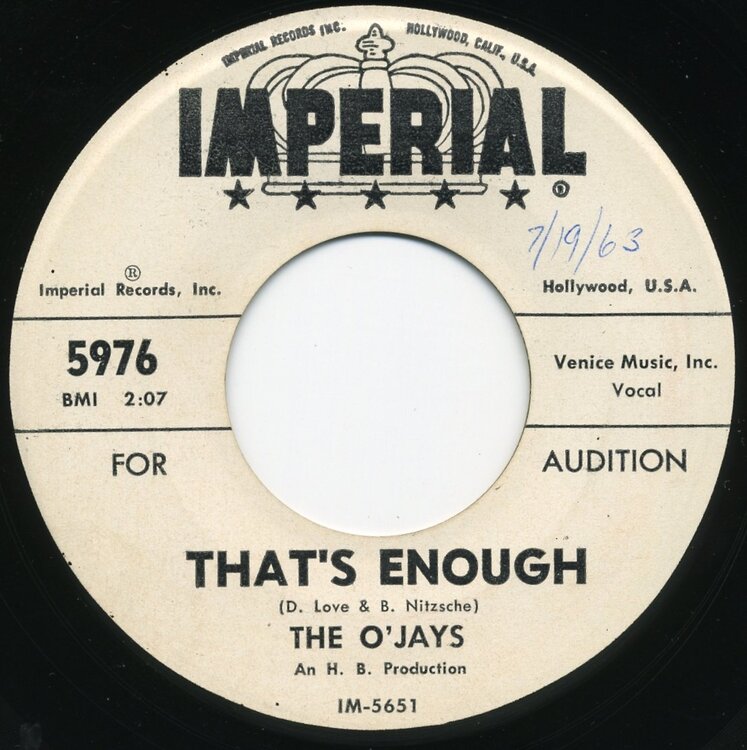 IMPERIAL RECORDS INC. HOLLYWOOD, CALIF., U.S.A.
IMPERIAL
®
7/19/63
®
Imperial Records, Inc.
Hollywood, U.S.A.
5976
BMI 2:07
Venice Music, Inc.
Vocal
FOR AUDITION
THAT'S ENOUGH
(D. Love & B. Nitzsche)
THE O'JAYS
An H. B. Production
IM-5651